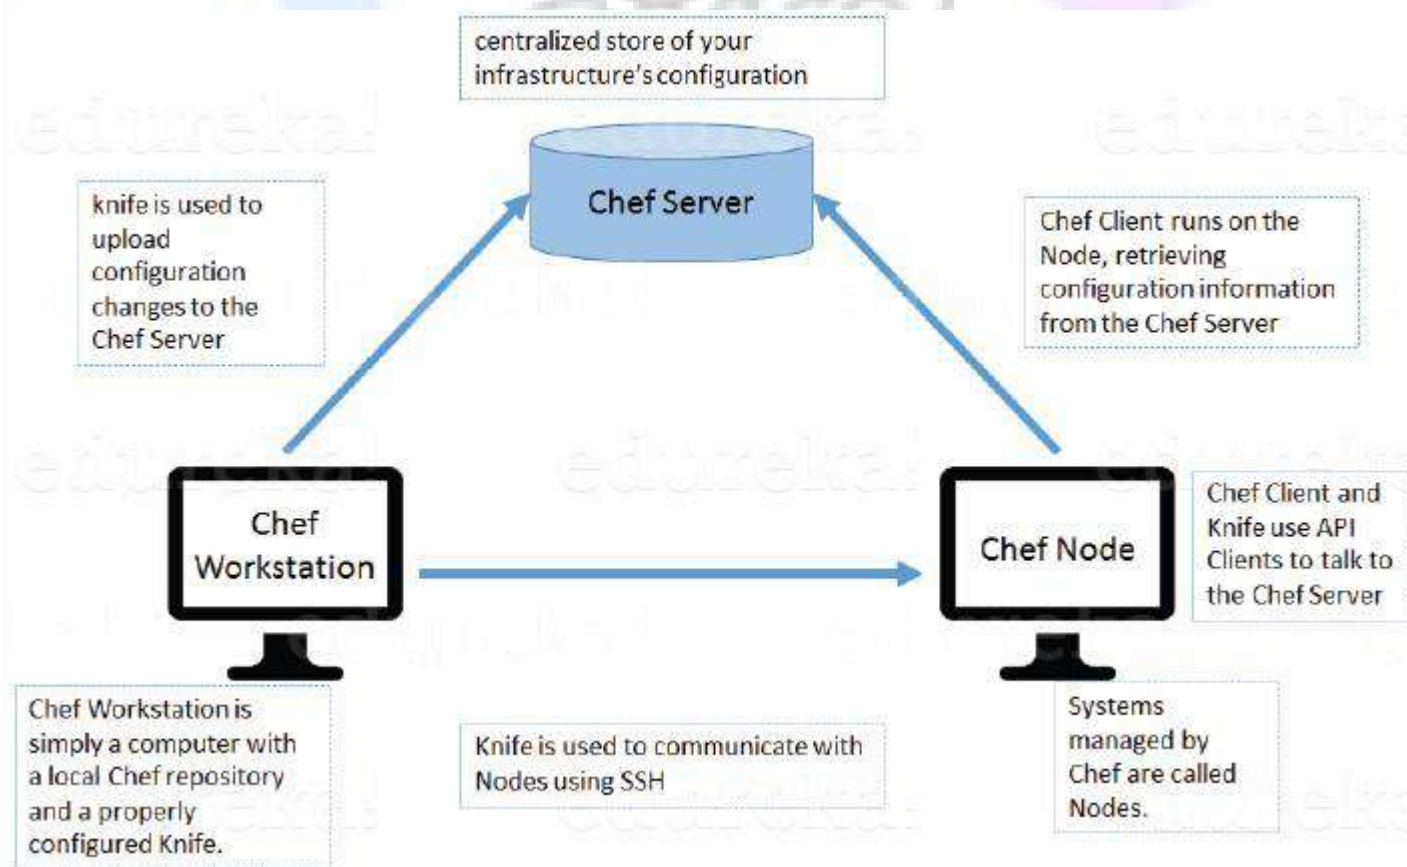 centralized store of your
infrastructure's configuration
Chef Server
knife is used to
upload
configuration
changes to the
Chef Server
Chef Client runs on the
Node, retrieving
configuration information
from the Chef Server
Chef
Workstation
Chef Node
Chef Client and
Knife use API
Clients to talk to
the Chef Server
Chef Workstation is
simply a computer with
a local Chef repository
and a properly
configured Knife.
Knife is used to communicate with
Nodes using SSH
Systems
managed by
Chef are called
Nodes.
edureka!
edureka!
edureka!
edureka!